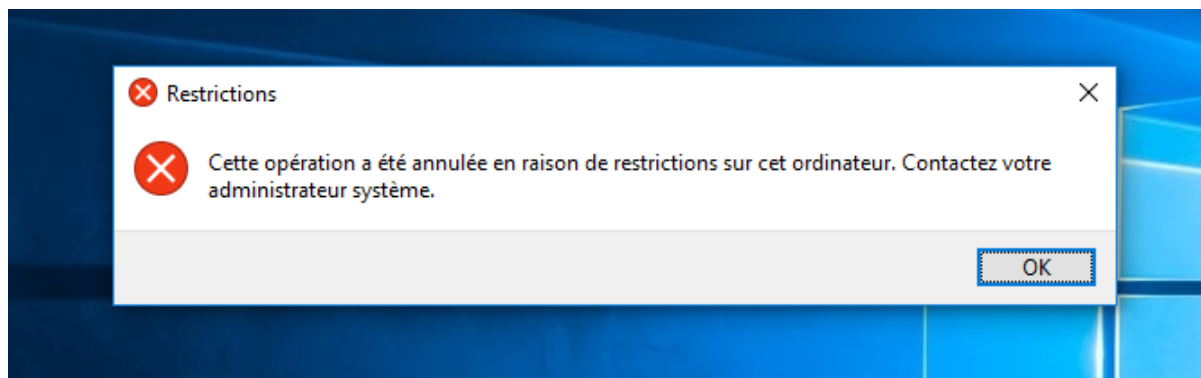 Restrictions
Cette opération a été annulée en raison de restrictions sur cet ordinateur. Contactez votre
administrateur système.
OK